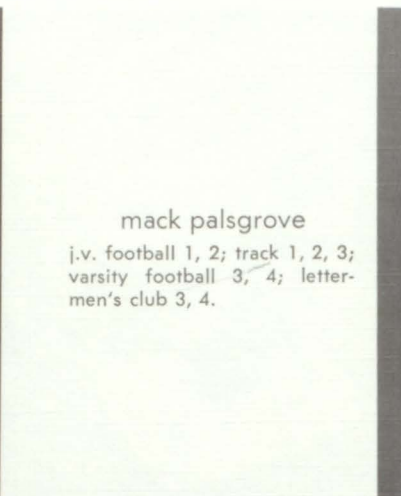 mack palsgrove
j.v. football 1, 2; track 1, 2, 3;
varsity football 3, 4; letter-
men's club 3, 4.